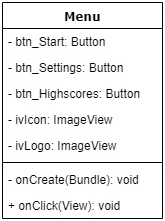 Menu
- btn_Start: Button
- btn_Settings: Button
- btn_Highscores: Button
- ivIcon: ImageView
- ivLogo: ImageView
- onCreate(Bundle): void
+ onClick(View): void